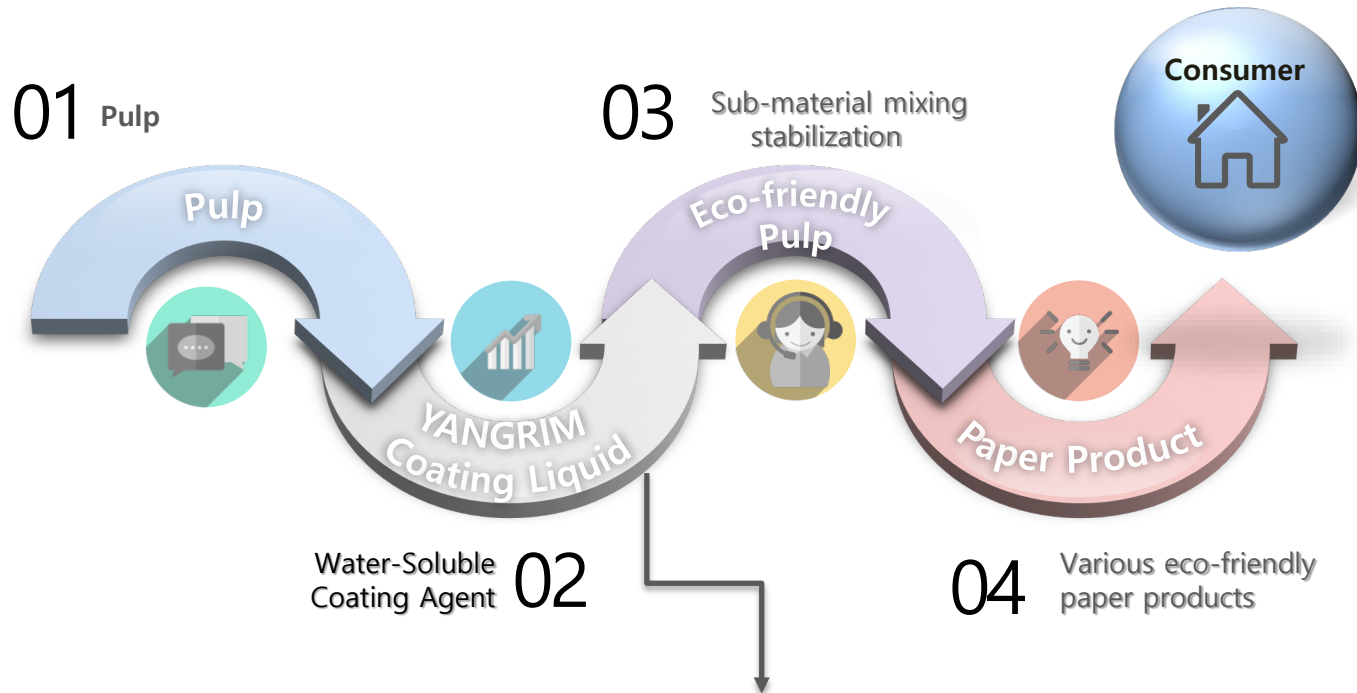 01 Pulp
Pulp
YANGRIM
Coating Liquid
Water-Soluble
Coating Agent
02
03
Sub-material mixing
stabilization
Eco-friendly
Pulp
Paper Product
04
Various eco-friendly
paper products
Consumer